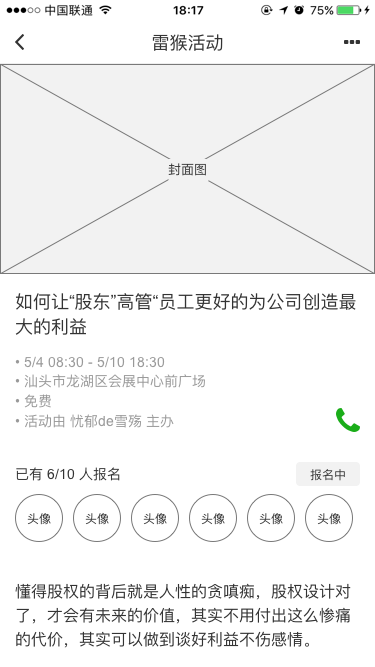 中国联通 18:17 75%
雷猴活动
封面图
如何让“股东”高管“员工更好的为公司创造最
大的利益
• 5/4 08:30 - 5/10 18:30
• 汕头市龙湖区会展中心前广场
• 免费
• 活动由 忧郁de雪殇 主办
已有 6/10 人报名 报名中
头像 头像 头像 头像 头像 头像
懂得股权的背后就是人性的贪嗔痴，股权设计对
了，才会有未来的价值，其实不用付出这么惨痛
的代价，其实可以做到谈好利益不伤感情。